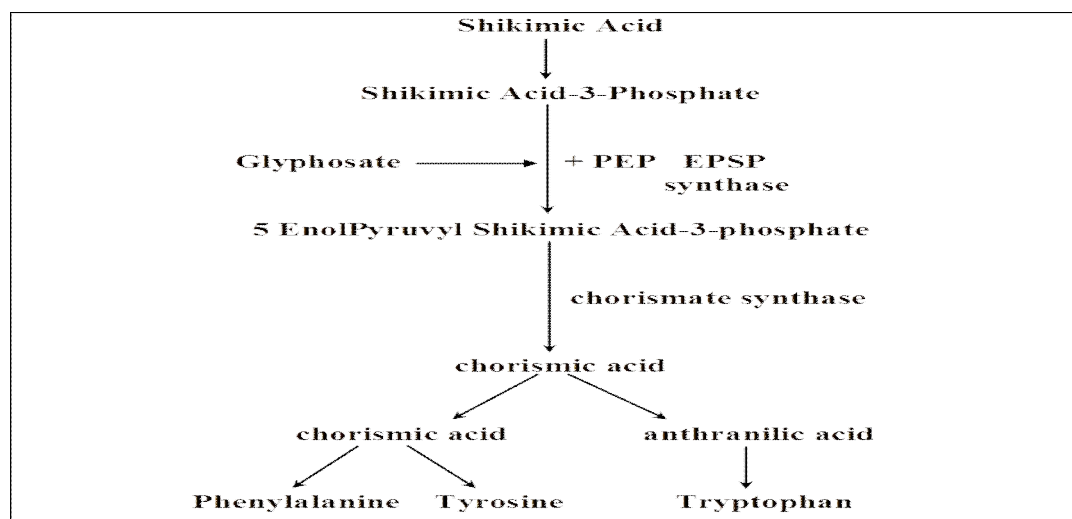 Shikimic Acid
Shikimic Acid-3-Phosphate
Glyphosate + PEP EPSP
synthase
5 EnolPyruvyl Shikimic Acid-3-phosphate
chorismate synthase
chorismic acid
chorismic acid anthranilic acid
Phenylalanine Tyrosine Tryptophan